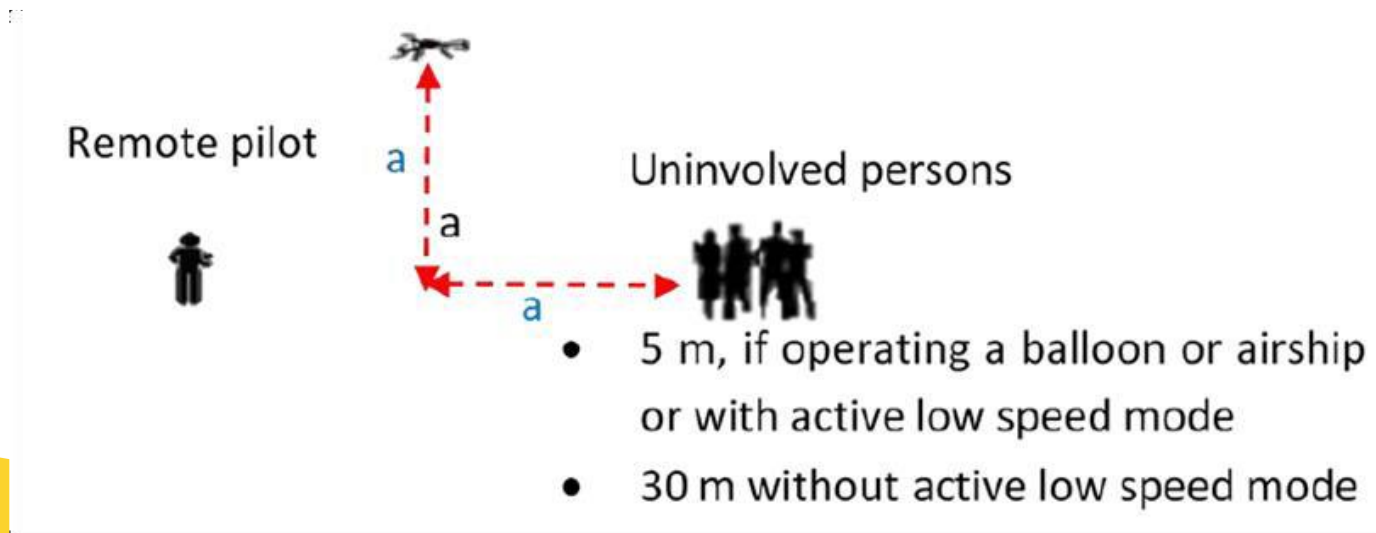 Remote pilot
a
Uninvolved persons
a
a
• 5 m, if operating a balloon or airship
or with active low speed mode
• 30 m without active low speed mode